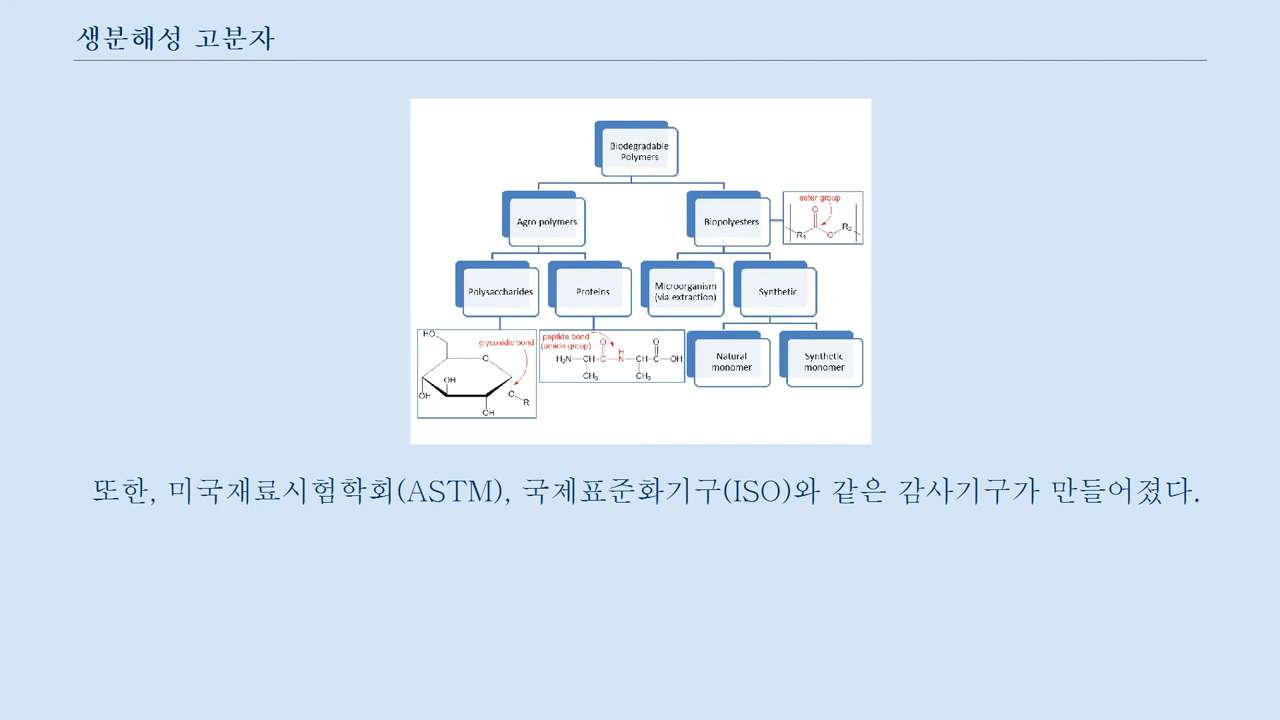 생분해성 고분자
Biodegradable
Polymers
Agro polymers
Biopolyesters
ester group
O
R1
O
R2
Polysaccharides
Proteins
Microorganism
(via extraction)
Synthetic
HO
glycosidic bond
O
OH
OH
OH
O
R
peptide bond
(amide group)
O
H
O
H2N
CH
C
N
CH
C
OH
CH3
CH3
Natural
monomer
Synthetic
monomer
또한, 미국재료시험학회(ASTM), 국제표준화기구(ISO)와 같은 감사기구가 만들어졌다.